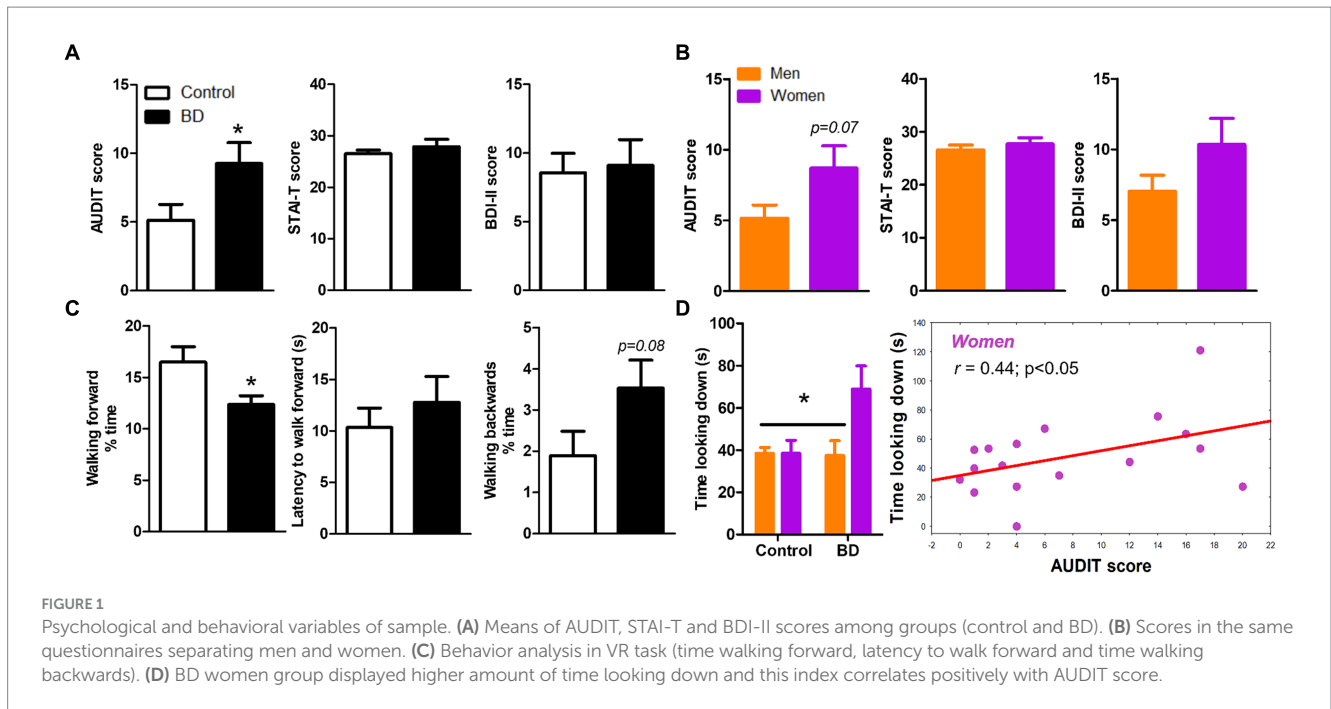 A
15
10
5
0
AUDIT score
Control
BD
*
40
30
20
10
0
STAI-T score
15
10
5
0
BDI-II score
B
15
10
5
0
AUDIT score
Men
Women
p=0.07
40
30
20
10
0
STAI-T score
15
10
5
0
BDI-II score
C
20
15
10
5
0
Walking forward
% time
*
20
15
10
5
0
Latency to walk forward (s)
5
4
3
2
1
0
Walking backwards
% time
p=0.08
D
100
80
60
40
20
0
Time looking down (s)
*
Control BD
140
120
100
80
60
40
20
0
Time looking down (s)
Women
r = 0.44; p<0.05
-2 0 2 4 6 8 10 12 14 16 18 20 22
AUDIT score
FIGURE 1
Psychological and behavioral variables of sample. (A) Means of AUDIT, STAI-T and BDI-II scores among groups (control and BD). (B) Scores in the same
questionnaires separating men and women. (C) Behavior analysis in VR task (time walking forward, latency to walk forward and time walking
backwards). (D) BD women group displayed higher amount of time looking down and this index correlates positively with AUDIT score.